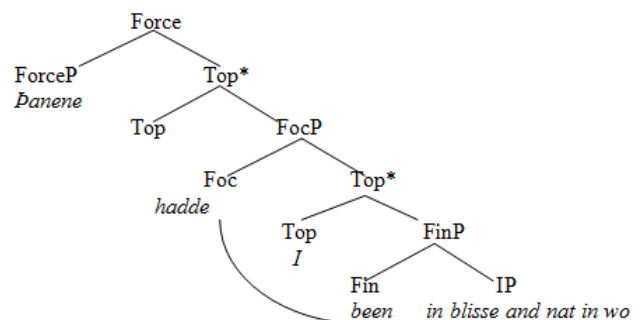 Force
ForceP Top*
Þanene
Top FocP
Foc Top*
hadde
Top FinP
I
Fin IP
been in blisse and nat in wo